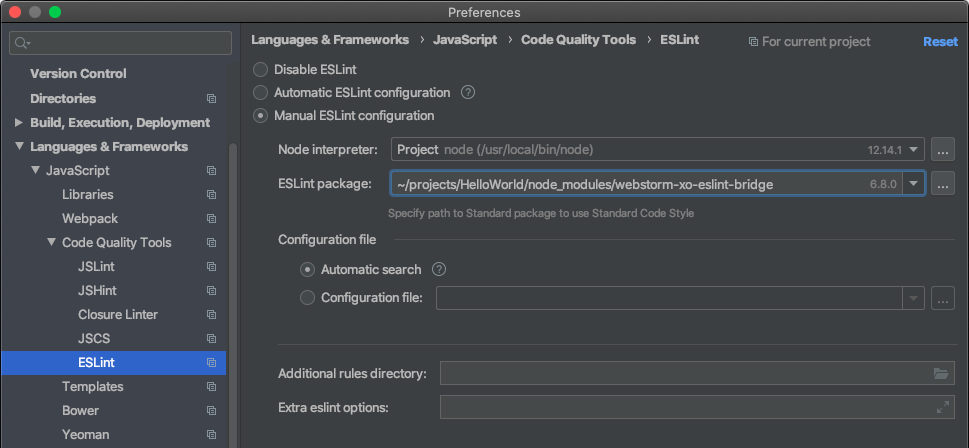 Preferences
Version Control
Directories
Build, Execution, Deployment
Languages & Frameworks
JavaScript
Libraries
Webpack
Code Quality Tools
JSLint
JSHint
Closure Linter
JSCS
ESLint
Templates
Bower
Yeoman
Languages & Frameworks › JavaScript › Code Quality Tools › ESLint For current project Reset
Disable ESLint
Automatic ESLint configuration ?
Manual ESLint configuration
Node interpreter: Project node (/usr/local/bin/node) 12.14.1 ...
ESLint package: ~/projects/HelloWorld/node_modules/webstorm-xo-eslint-bridge 6.8.0 ...
Specify path to Standard package to use Standard Code Style
Configuration file
Automatic search ?
Configuration file: ...
Additional rules directory:
Extra eslint options: